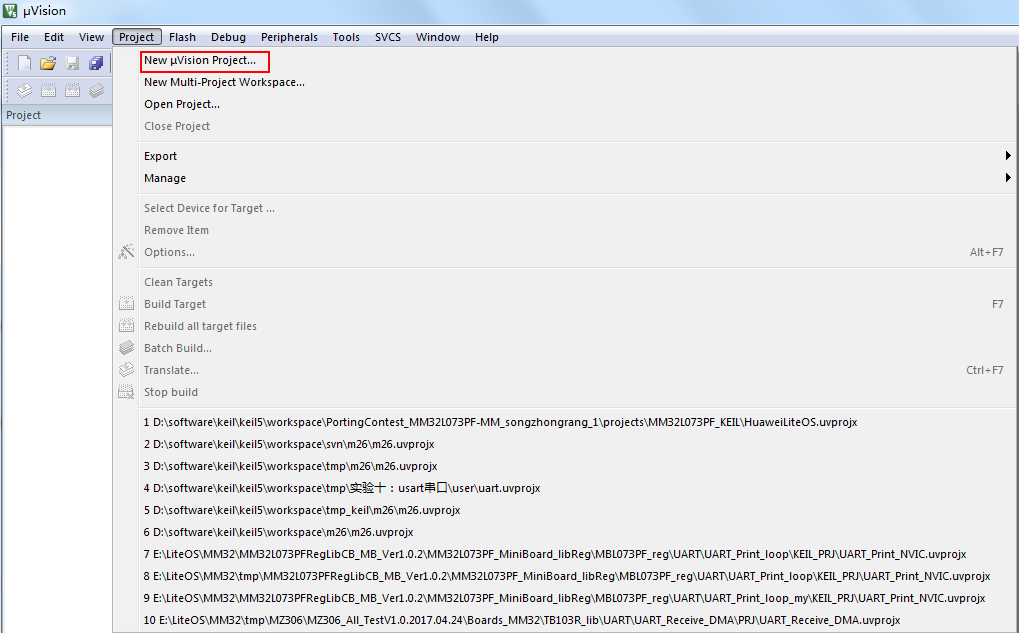 µVision
File Edit View Project Flash Debug Peripherals Tools SVCS Window Help
New µVision Project...
New Multi-Project Workspace...
Open Project...
Close Project
Project
Export
Manage
Select Device for Target ...
Remove Item
Options... Alt+F7
Clean Targets
Build Target F7
Rebuild all target files
Batch Build...
Translate... Ctrl+F7
Stop build
1 D:\software\keil\keil5\workspace\PortingContest_MM32L073PF-MM_songzhongrang_1\projects\MM32L073PF_KEIL\HuaweiLiteOS.uvprojx
2 D:\software\keil\keil5\workspace\svn\m26\m26.uvprojx
3 D:\software\keil\keil5\workspace\tmp\m26\m26.uvprojx
4 D:\software\keil\keil5\workspace\tmp\实验十：usart串口\user\uart.uvprojx
5 D:\software\keil\keil5\workspace\tmp_keil\m26\m26.uvprojx
6 D:\software\keil\keil5\workspace\m26\m26.uvprojx
7 E:\LiteOS\MM32\MM32L073PFRegLibCB_MB_Ver1.0.2\MM32L073PF_MiniBoard_libReg\MBL073PF_reg\UART\UART_Print_loop\KEIL_PRJ\UART_Print_NVIC.uvprojx
8 E:\LiteOS\MM32\tmp\MM32L073PFRegLibCB_MB_Ver1.0.2\MM32L073PF_MiniBoard_libReg\MBL073PF_reg\UART\UART_Print_loop\KEIL_PRJ\UART_Print_NVIC.uvprojx
9 E:\LiteOS\MM32\MM32L073PFRegLibCB_MB_Ver1.0.2\MM32L073PF_MiniBoard_libReg\MBL073PF_reg\UART\UART_Print_loop_my\KEIL_PRJ\UART_Print_NVIC.uvprojx
10 E:\LiteOS\MM32\tmp\MZ306\MZ306_All_TestV1.0.2017.04.24\Boards_MM32\TB103R_lib\UART\UART_Receive_DMA\PRJ\UART_Receive_DMA.uvprojx